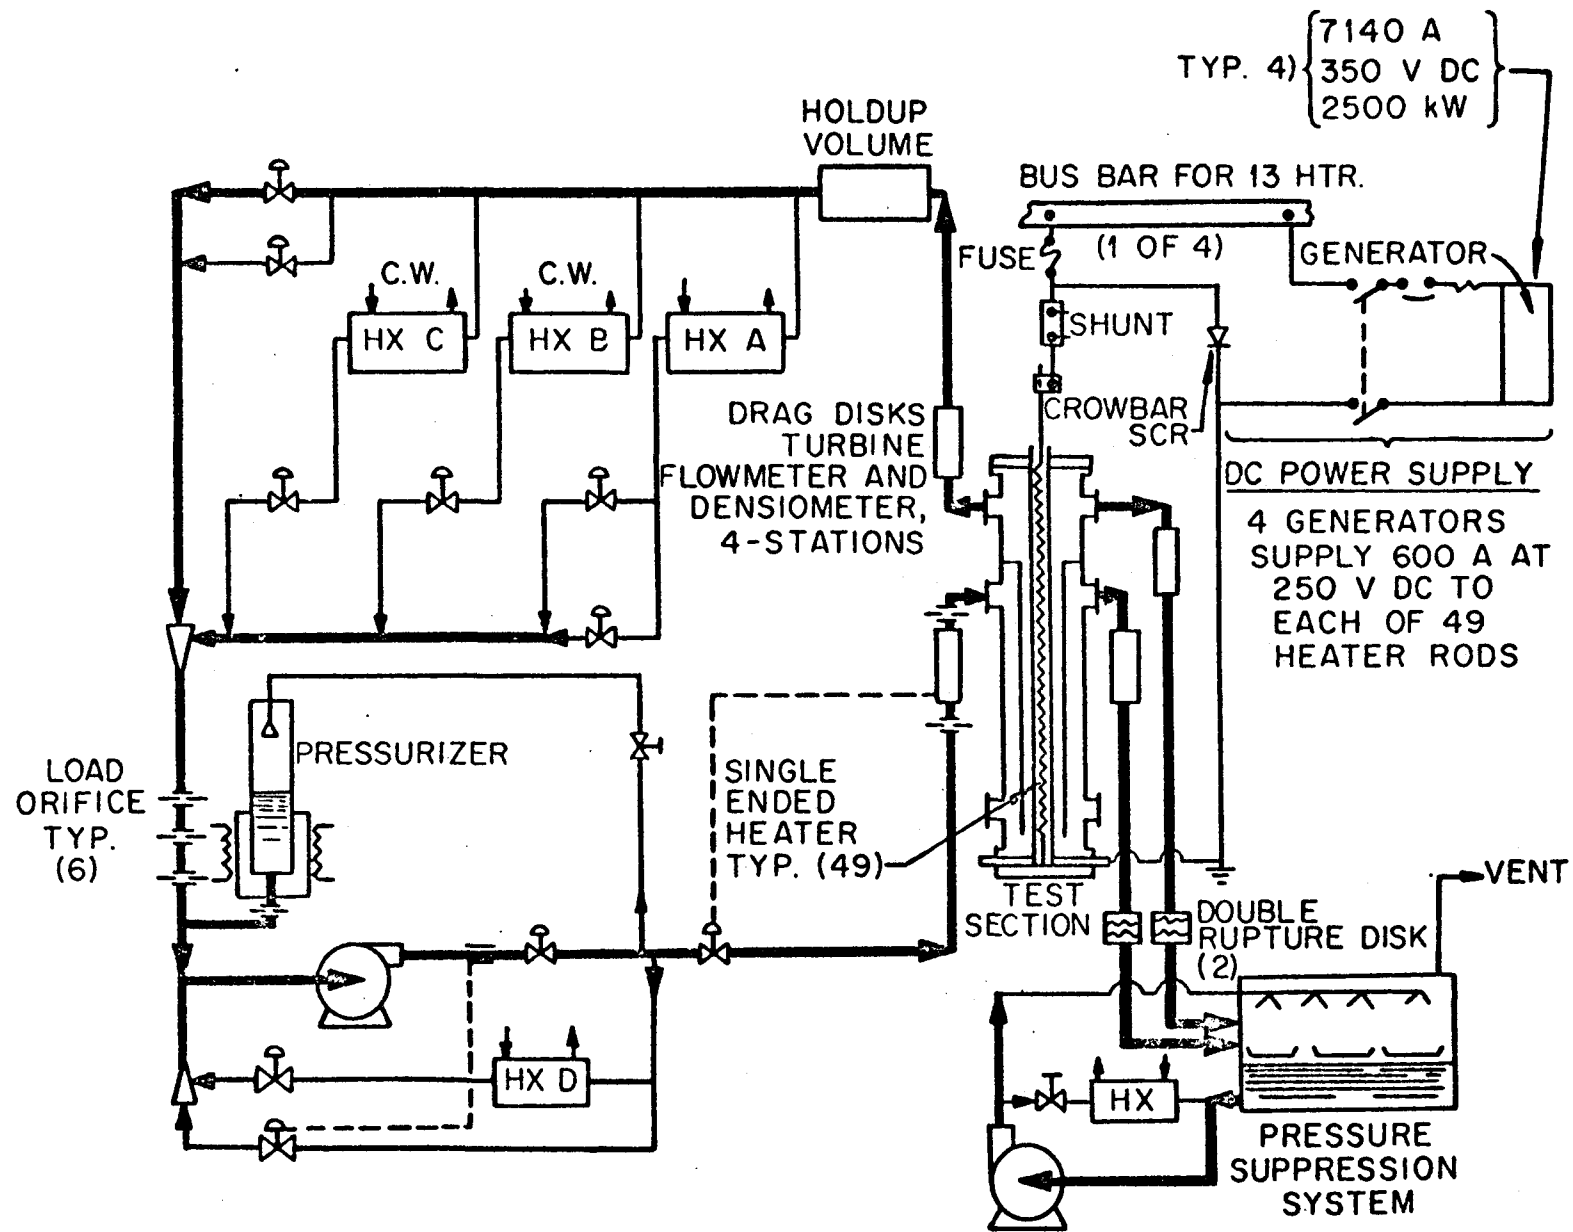 7140 A
TYP. 4) 350 V DC
2500 kW
HOLDUP
VOLUME
BUS BAR FOR 13 HTR.
(1 OF 4)
FUSE
GENERATOR
C.W.
C.W.
HX C
HX B
HX A
SHUNT
CROWBAR
SCR
DRAG DISKS
TURBINE
FLOWMETER AND
DENSIOMETER,
4-STATIONS
DC POWER SUPPLY
4 GENERATORS
SUPPLY 600 A AT
250 V DC TO
EACH OF 49
HEATER RODS
PRESSURIZER
LOAD
ORIFICE
TYP.
(6)
SINGLE
ENDED
HEATER
TYP. (49)
TEST
SECTION
VENT
DOUBLE
RUPTURE DISK
(2)
HX D
HX
PRESSURE
SUPPRESSION
SYSTEM